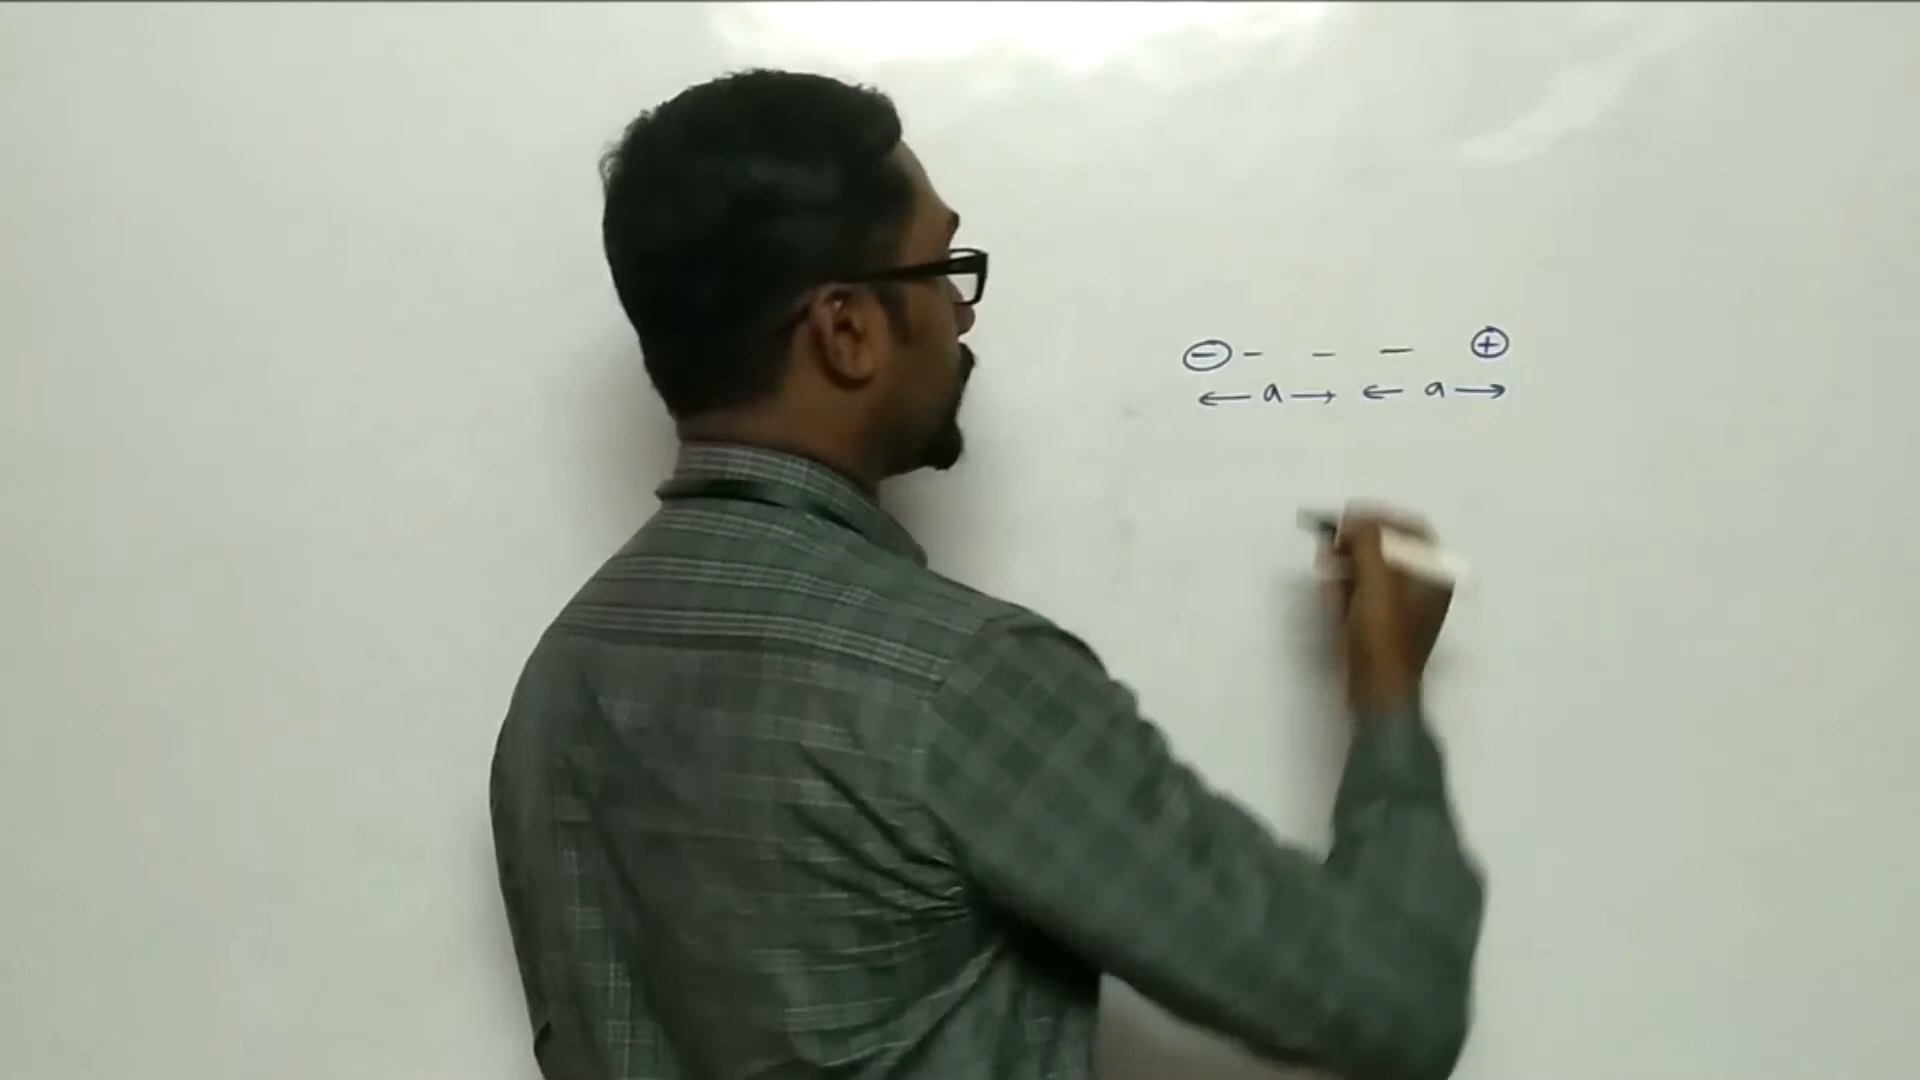 ⊖ - - - ⊕
← a → ← a →